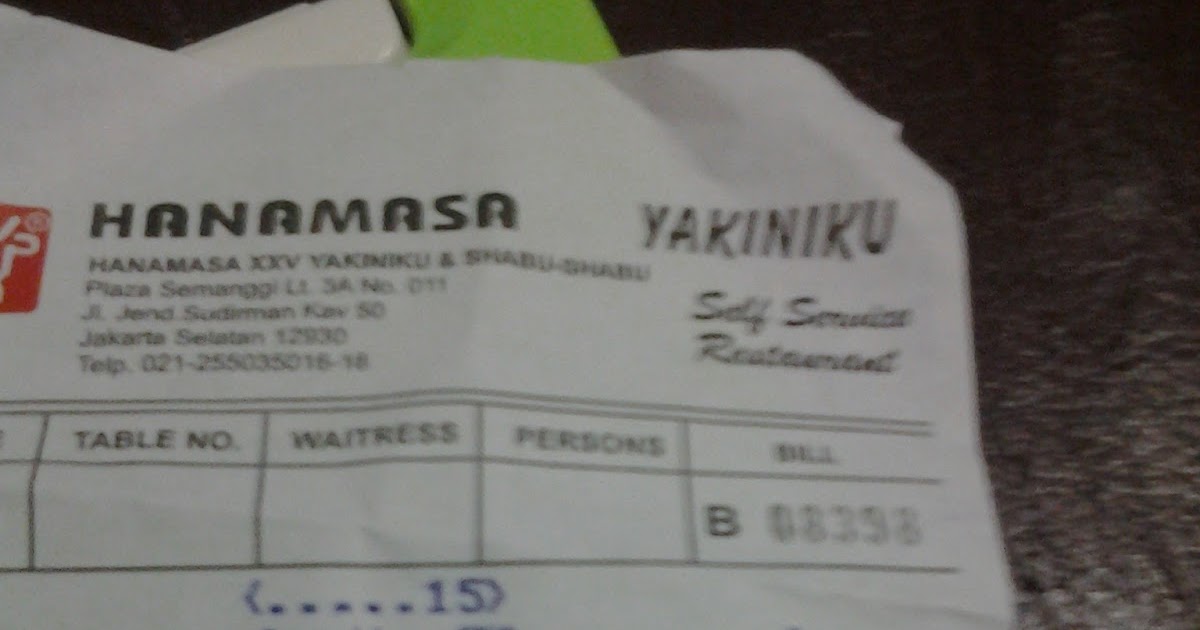 HANAMASA
YAKINIKU
HANAMASA XXV YAKINIKU & SHABU-SHABU
Plaza Semanggi Lt. 3A No. 011
Jl. Jend Sudirman Kav 50
Jakarta Selatan 12930
Telp. 021-255035016-18
Self Service
Restaurant
TABLE NO. WAITRESS PERSONS BILL
B 08398
(.....15)